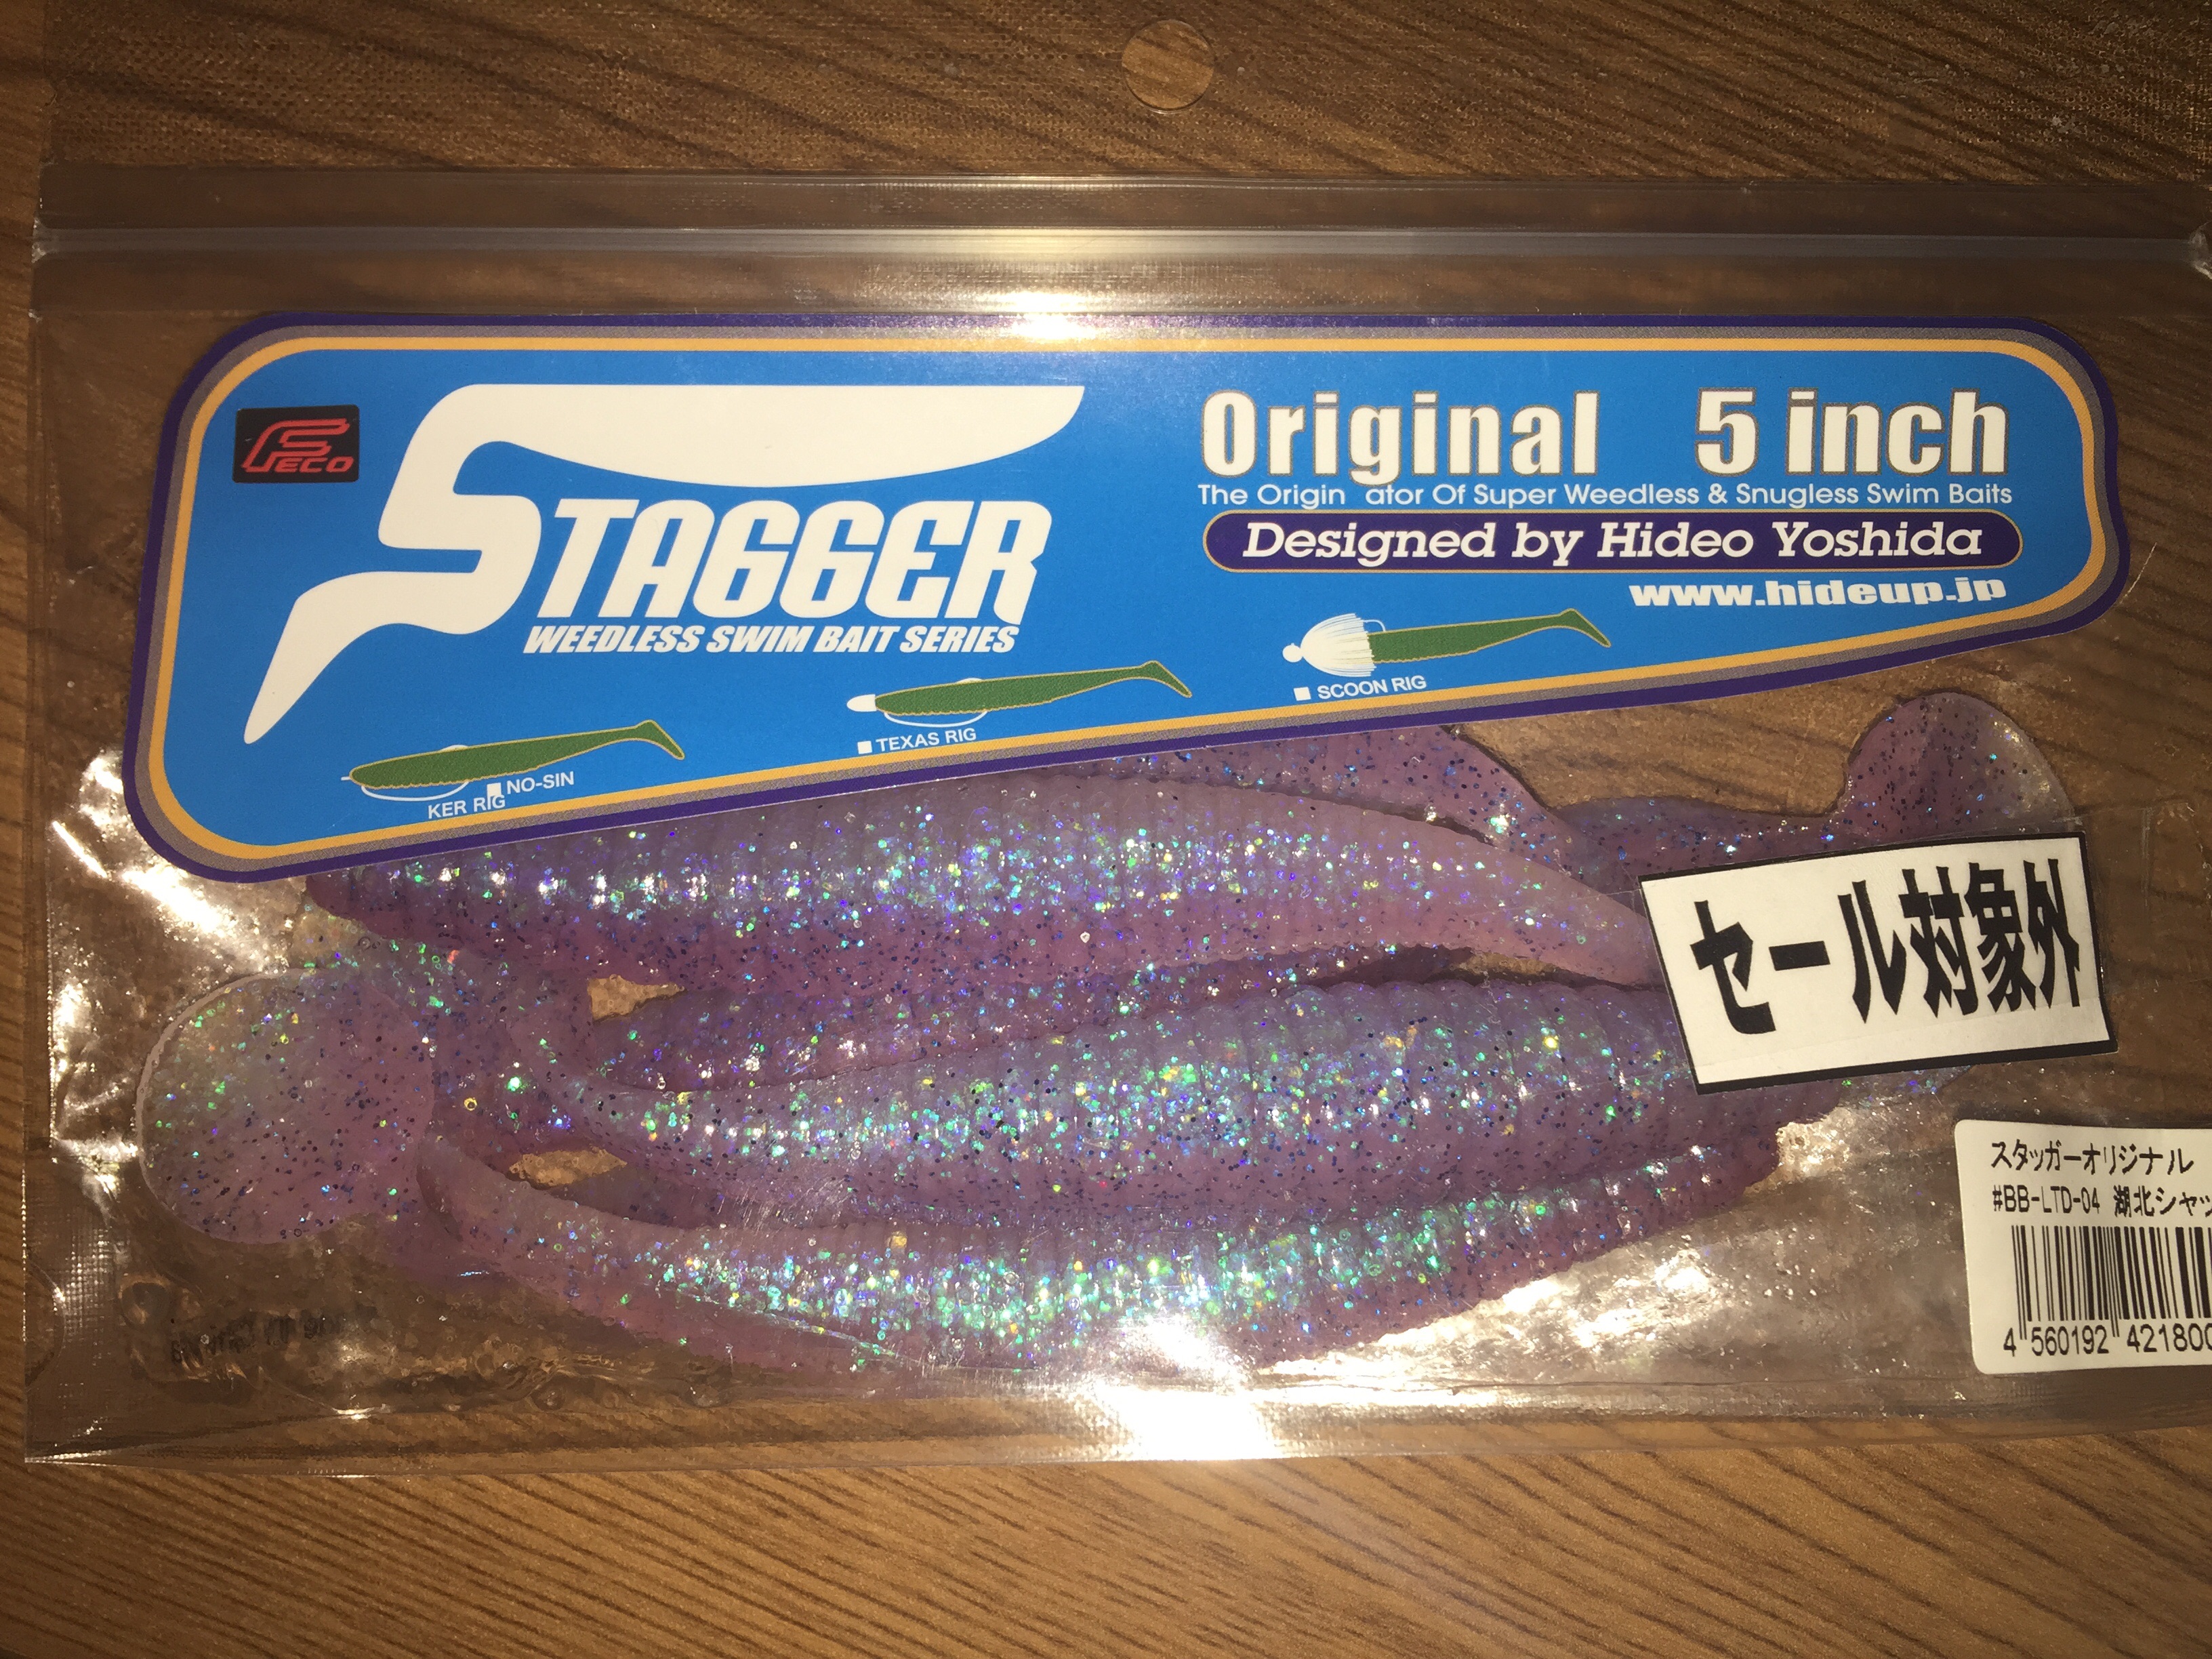 FECO
STAGGER
WEEDLESS SWIM BAIT SERIES
Original 5 inch
The Origin ator Of Super Weedless & Snugless Swim Baits
Designed by Hideo Yoshida
www.hideup.jp
NO-SIN
KER RIG
TEXAS RIG
SCOON RIG
セール対象外
スタッガーオリジナル
#BB-LTD-04 湖北シャッ
4 560192 421800